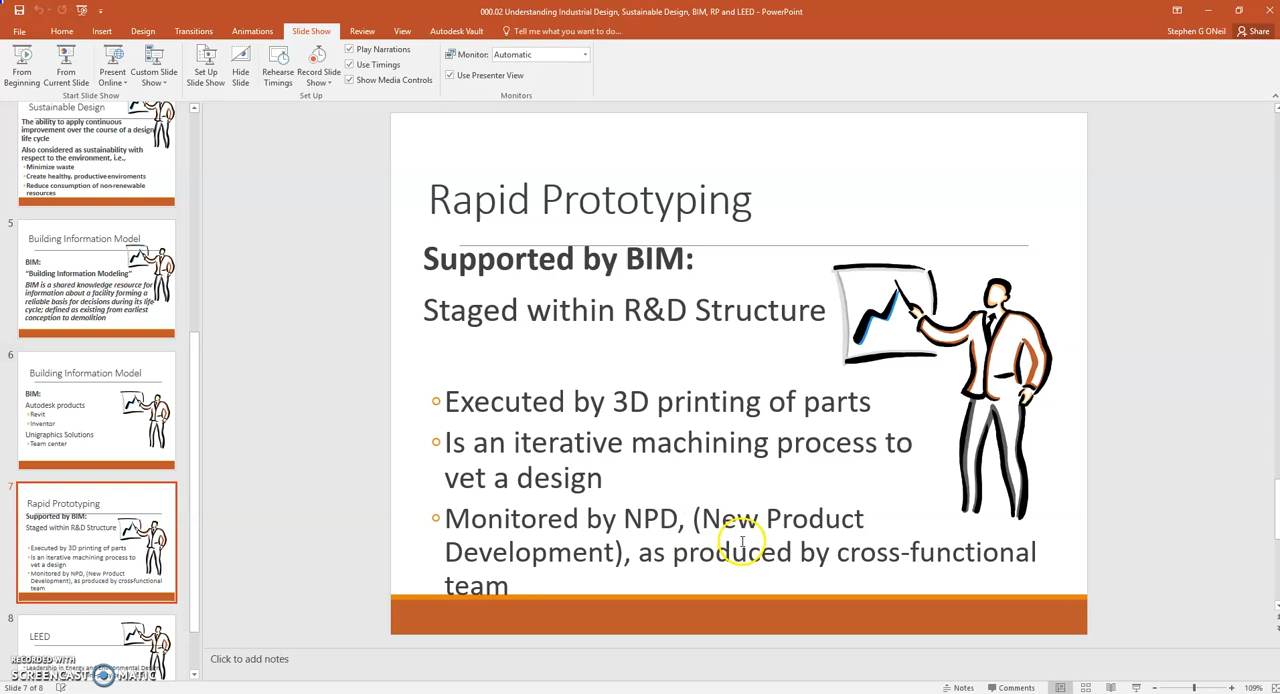 000.02 Understanding Industrial Design, Sustainable Design, BIM, RP and LEED - PowerPoint
File Home Insert Design Transitions Animations Slide Show Review View Autodesk Vault Tell me what you want to do... Stephen G ONeil Share
From Beginning
From Current Slide
Present Online
Custom Slide Show
Start Slide Show
Set Up Slide Show
Hide Slide
Rehearse Timings
Record Slide Show
Play Narrations
Use Timings
Show Media Controls
Set Up
Monitor: Automatic
Use Presenter View
Monitors
Sustainable Design
The ability to apply continuous
improvement over the course of a design
life cycle
Also considered as sustainability with
respect to the environment, i.e.,
Minimize waste
Create healthy, productive enviroments
Reduce consumption of non-renewable
resources
5
Building Information Model
BIM:
"Building Information Modeling"
BIM is a shared knowledge resource for
information about a facility forming a
reliable basis for decisions during its life
cycle; defined as existing from earliest
conception to demolition
6
Building Information Model
BIM:
Autodesk products
Revit
Inventor
Unigraphics Solutions
Team center
7
Rapid Prototyping
Supported by BIM:
Staged within R&D Structure
Executed by 3D printing of parts
Is an iterative machining process to
vet a design
Monitored by NPD, (New Product
Development), as produced by cross-functional
team
8
LEED
RECORDED WITH
SCREENCAST MATIC
Rapid Prototyping
Supported by BIM:
Staged within R&D Structure
Executed by 3D printing of parts
Is an iterative machining process to
vet a design
Monitored by NPD, (New Product
Development), as produced by cross-functional
team
Click to add notes
Slide 7 of 8
Notes Comments 109%